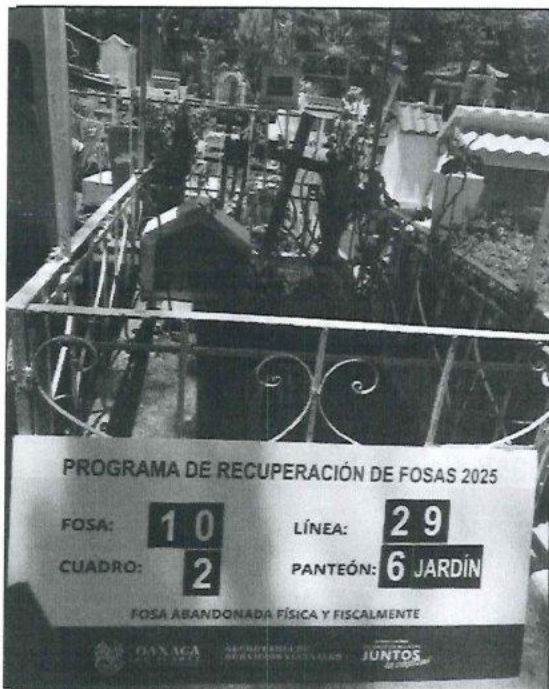 PROGRAMA DE RECUPERACIÓN DE FOSAS 2025
FOSA: 10 LÍNEA: 29
CUADRO: 2 PANTEÓN: 6 JARDÍN
FOSA ABANDONADA FÍSICA Y FISCALMENTE
OAXACA
JUNTOS